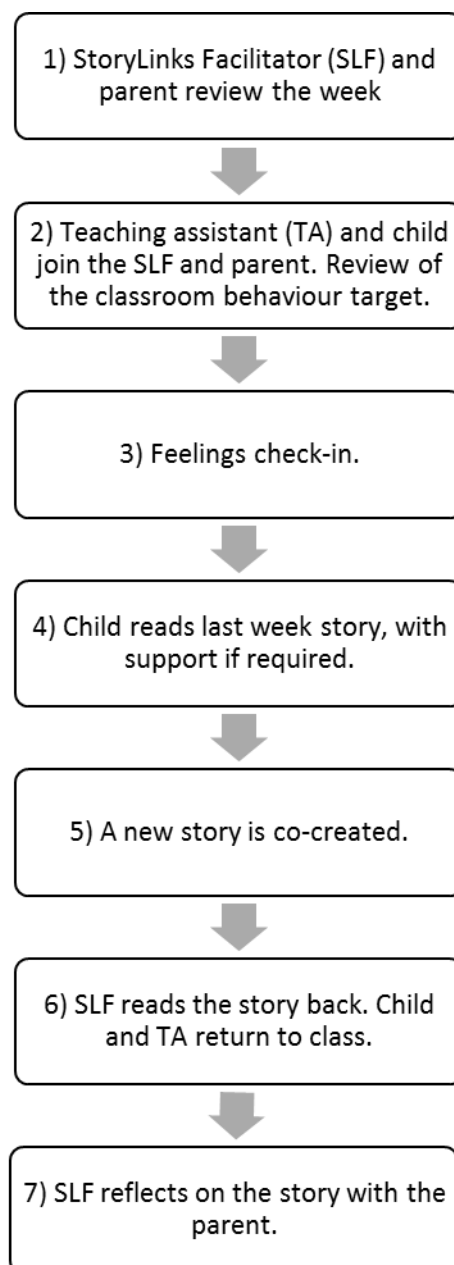 1) StoryLinks Facilitator (SLF) and
parent review the week
2) Teaching assistant (TA) and child
join the SLF and parent. Review of
the classroom behaviour target.
3) Feelings check-in.
4) Child reads last week story, with
support if required.
5) A new story is co-created.
6) SLF reads the story back. Child
and TA return to class.
7) SLF reflects on the story with the
parent.